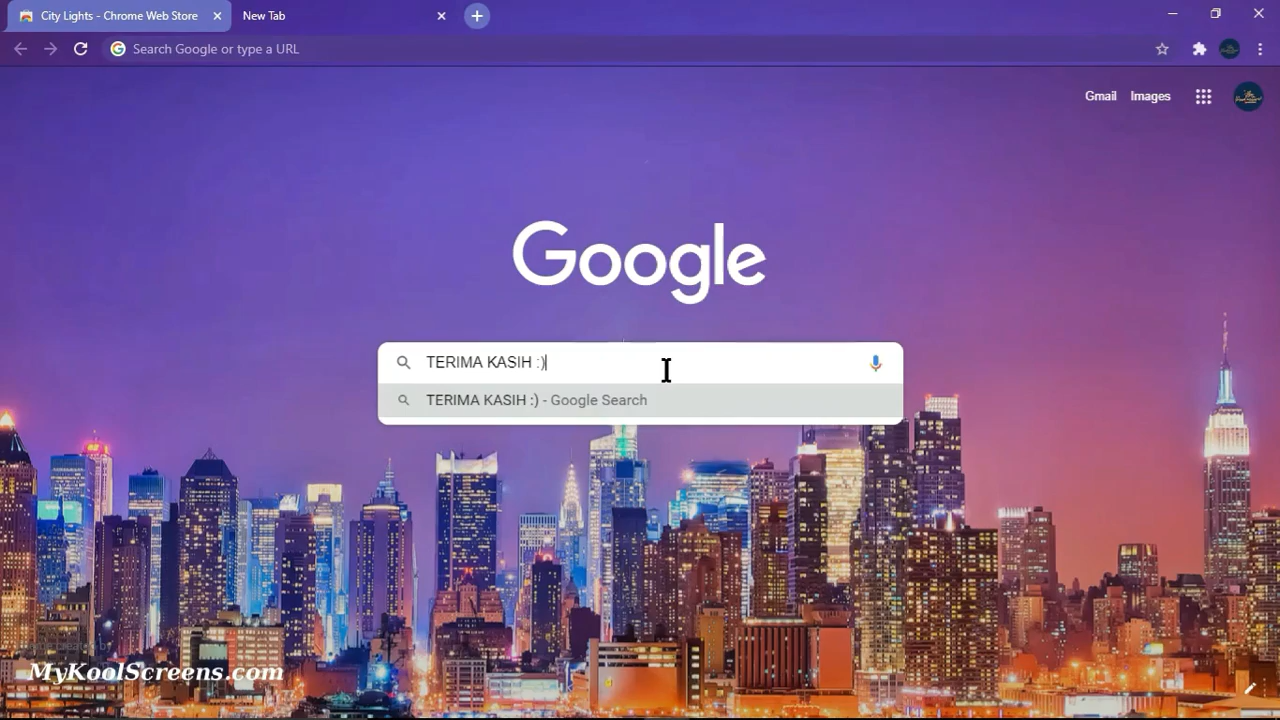 City Lights - Chrome Web Store
New Tab
Search Google or type a URL
Gmail
Images
Google
TERIMA KASIH :)
TERIMA KASIH :) - Google Search
MyKoolScreens.com